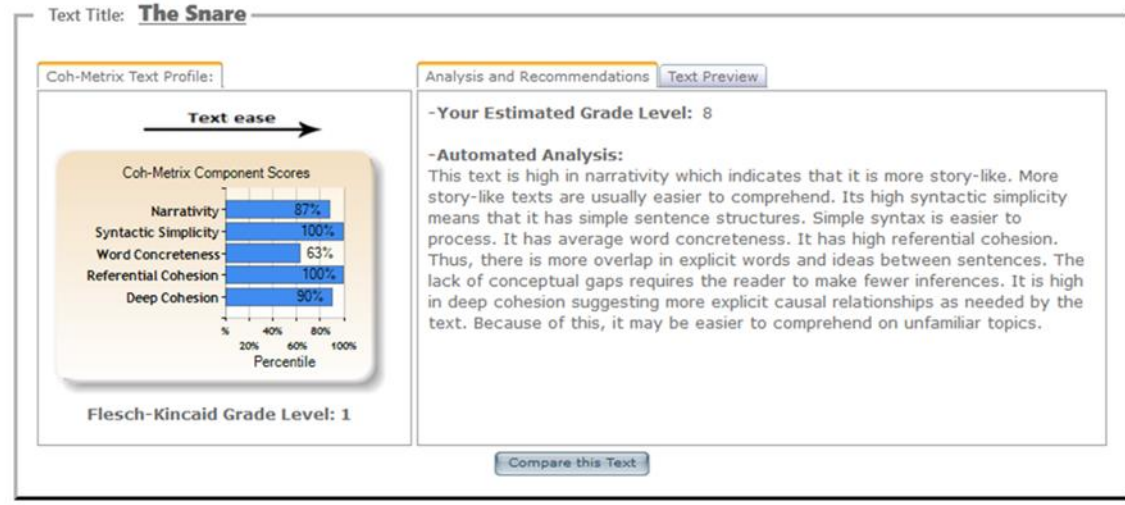 Text Title: The Snare
Coh-Metrix Text Profile:
Text ease
Coh-Metrix Component Scores
Narrativity 87%
Syntactic Simplicity 100%
Word Concreteness 63%
Referential Cohesion 100%
Deep Cohesion 90%
% 40% 80%
20% 60% 100%
Percentile
Flesch-Kincaid Grade Level: 1
Analysis and Recommendations Text Preview
-Your Estimated Grade Level: 8
-Automated Analysis:
This text is high in narrativity which indicates that it is more story-like. More
story-like texts are usually easier to comprehend. Its high syntactic simplicity
means that it has simple sentence structures. Simple syntax is easier to
process. It has average word concreteness. It has high referential cohesion.
Thus, there is more overlap in explicit words and ideas between sentences. The
lack of conceptual gaps requires the reader to make fewer inferences. It is high
in deep cohesion suggesting more explicit causal relationships as needed by the
text. Because of this, it may be easier to comprehend on unfamiliar topics.
Compare this Text